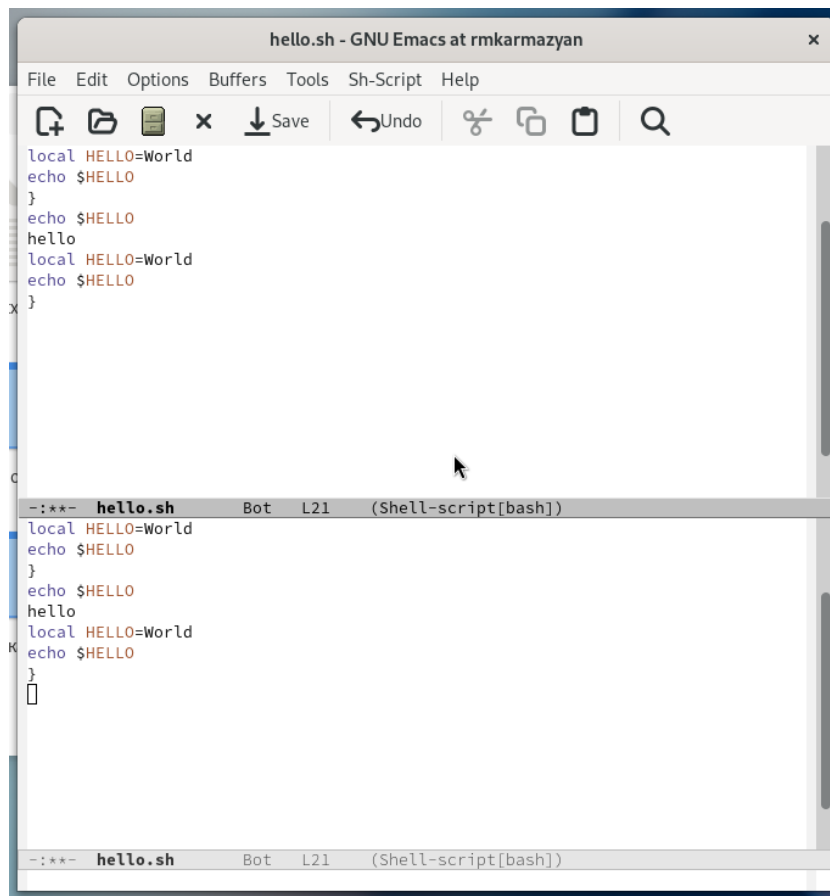 hello.sh - GNU Emacs at rmkarmazyan ×
File Edit Options Buffers Tools Sh-Script Help
Save Undo
local HELLO=World
echo $HELLO
}
echo $HELLO
hello
local HELLO=World
echo $HELLO
}
-:**- hello.sh Bot L21 (Shell-script[bash])
local HELLO=World
echo $HELLO
}
echo $HELLO
hello
local HELLO=World
echo $HELLO
}
-:**- hello.sh Bot L21 (Shell-script[bash])